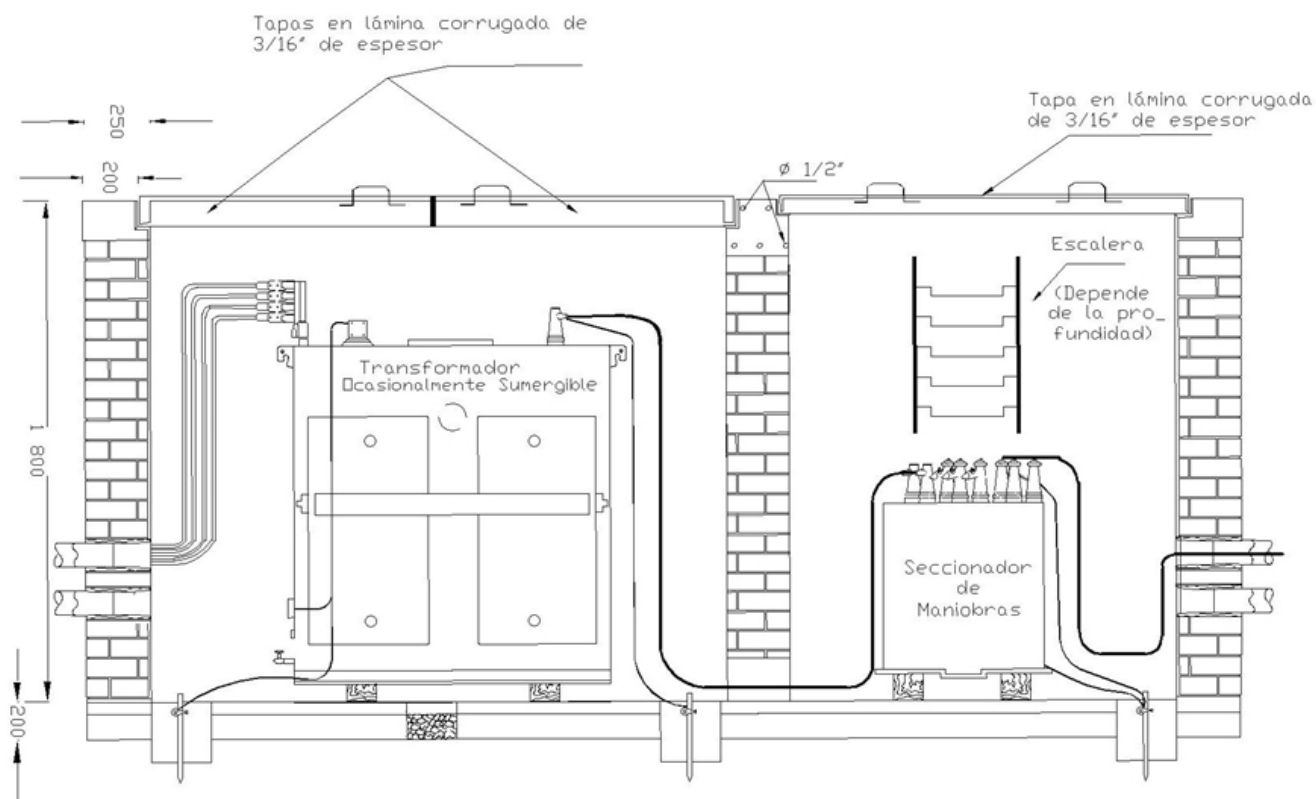 Tapas en lámina corrugada de
3/16" de espesor
Tapa en lámina corrugada
de 3/16" de espesor
250
200
ø 1/2"
Escalera
(Depende
de la pro_
fundidad)
Transformador
Ocasionalmente Sumergible
1 800
Seccionador
de
Maniobras
200